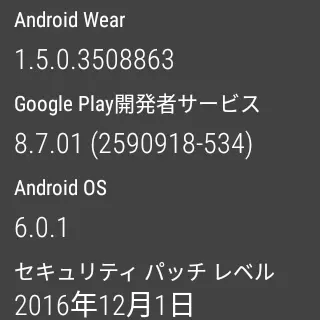 Android Wear
1.5.0.3508863
Google Play開発者サービス
8.7.01 (2590918-534)
Android OS
6.0.1
セキュリティ パッチ レベル
2016年12月1日